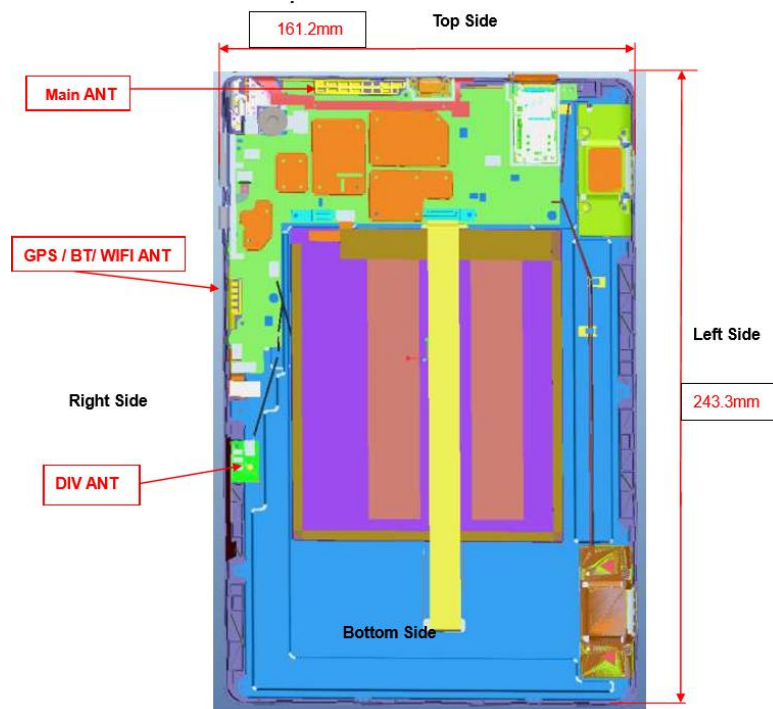 Top Side
161.2mm
Main ANT
GPS / BT/ WIFI ANT
Left Side
243.3mm
Right Side
DIV ANT
Bottom Side